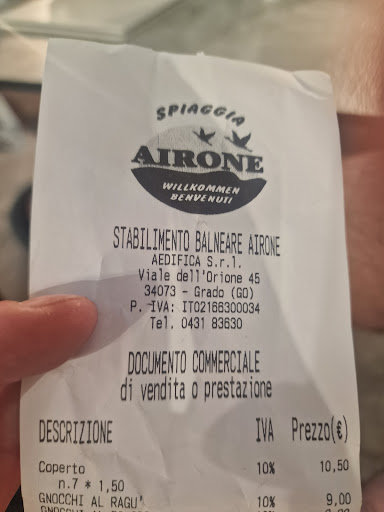 SPIAGGIA
AIRONE
WILLKOMMEN
BENVENUTI
STABILIMENTO BALNEARE AIRONE
AEDIFICA S.r.l.
Viale dell'Orione 45
34073 - Grado (GO)
P. IVA: IT02166300034
Tel. 0431 83630
DOCUMENTO COMMERCIALE
di vendita o prestazione
DESCRIZIONE IVA Prezzo(€)
Coperto 10% 10,50
n.7 * 1,50
GNOCCHI AL RAGU' 10% 9,00